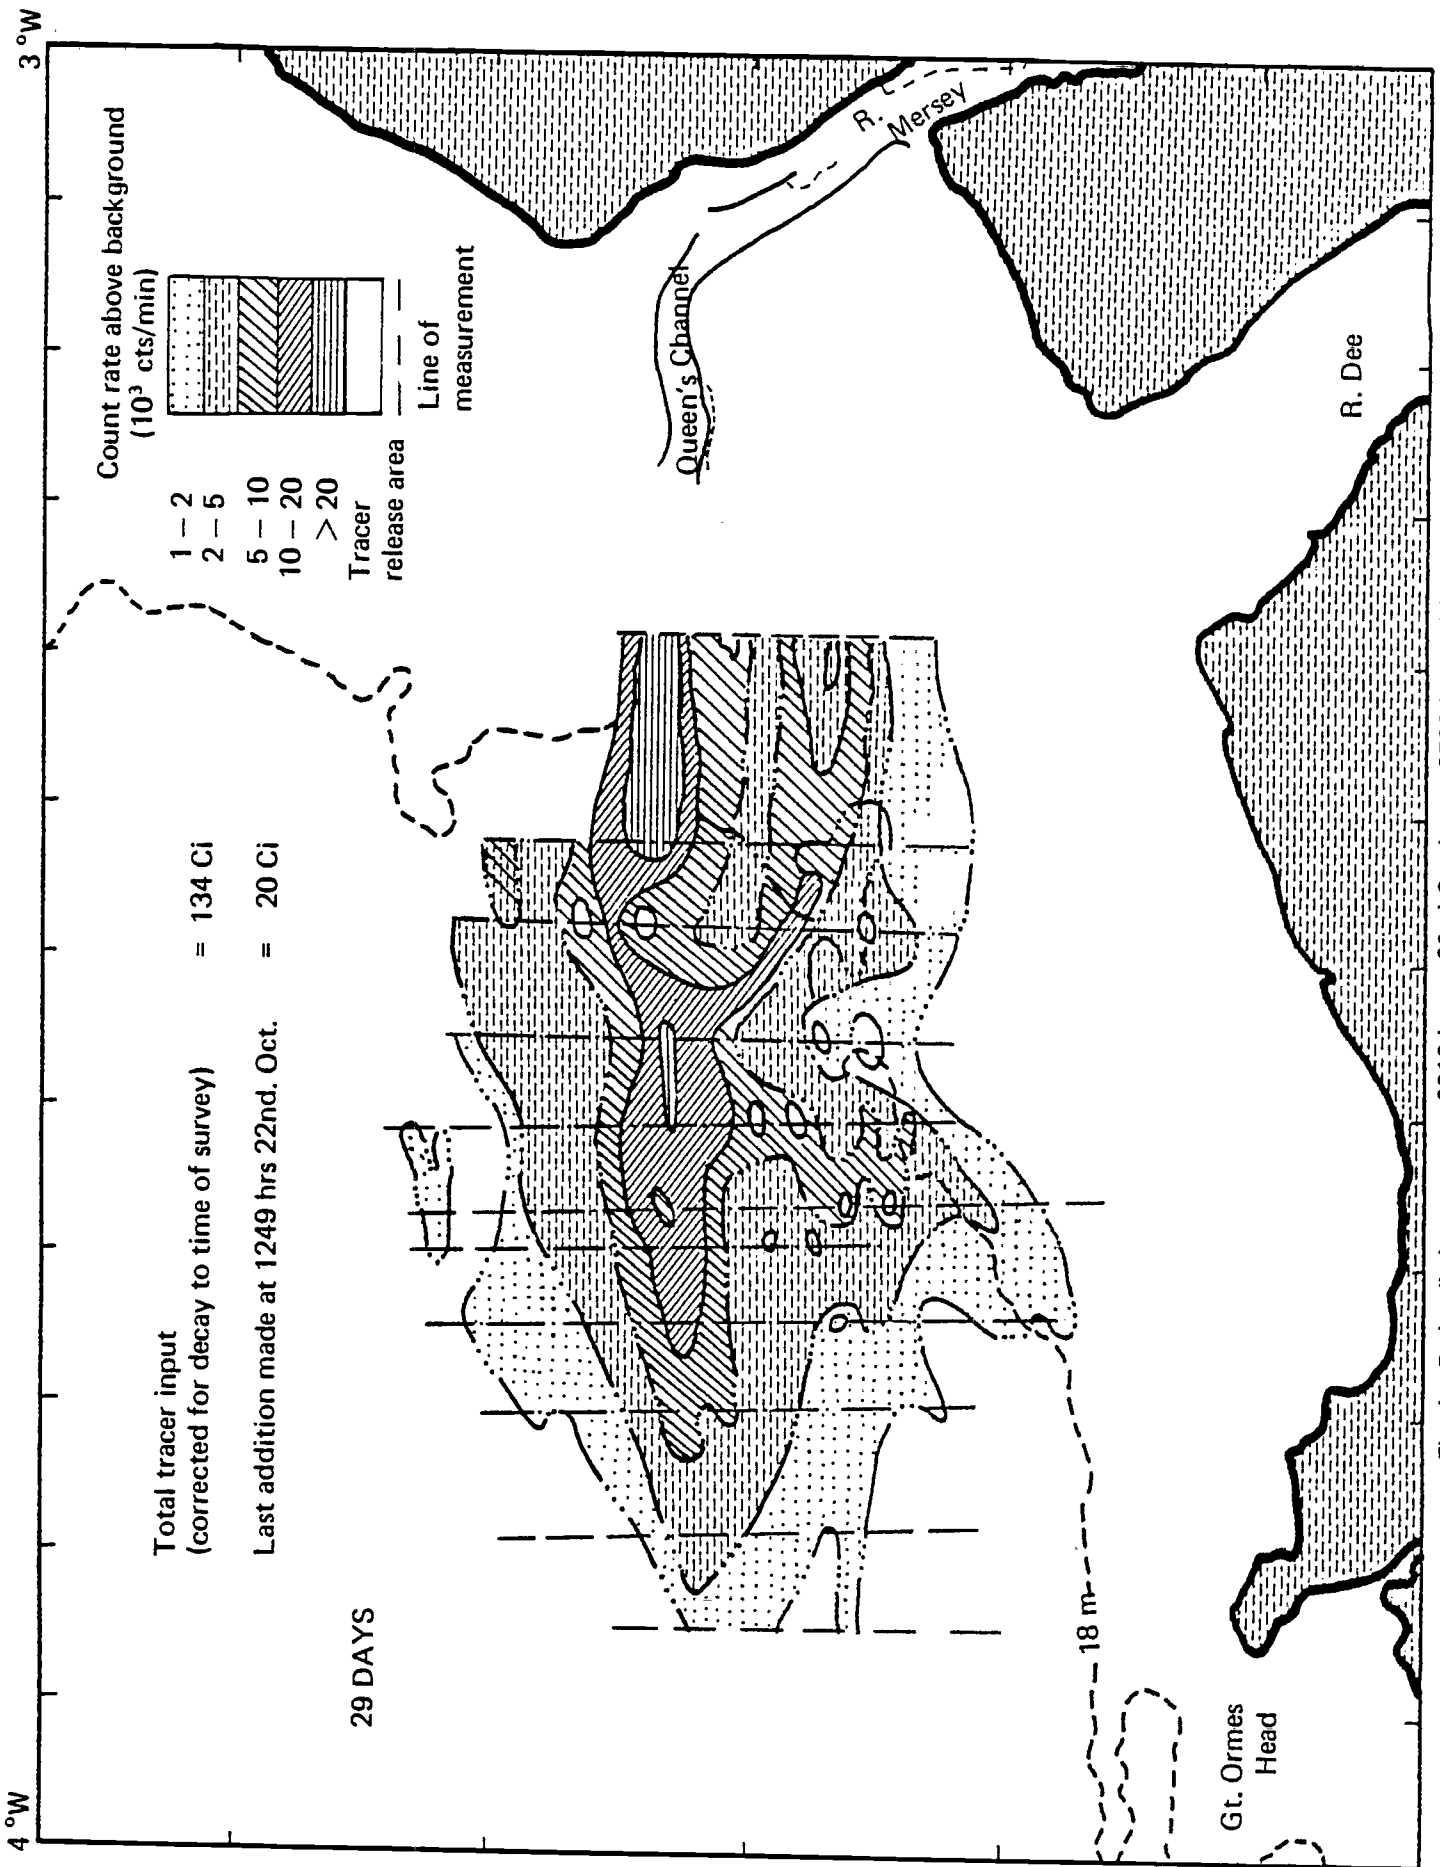 4 °W
3 °W
Count rate above background
(10³ cts/min)
1 – 2
2 – 5
5 – 10
10 – 20
> 20
Tracer
release area
Line of
measurement
Total tracer input
(corrected for decay to time of survey) = 134 Ci
Last addition made at 1249 hrs 22nd. Oct. = 20 Ci
29 DAYS
R.
Mersey
Queen's Channel
R. Dee
18 m
Gt. Ormes
Head